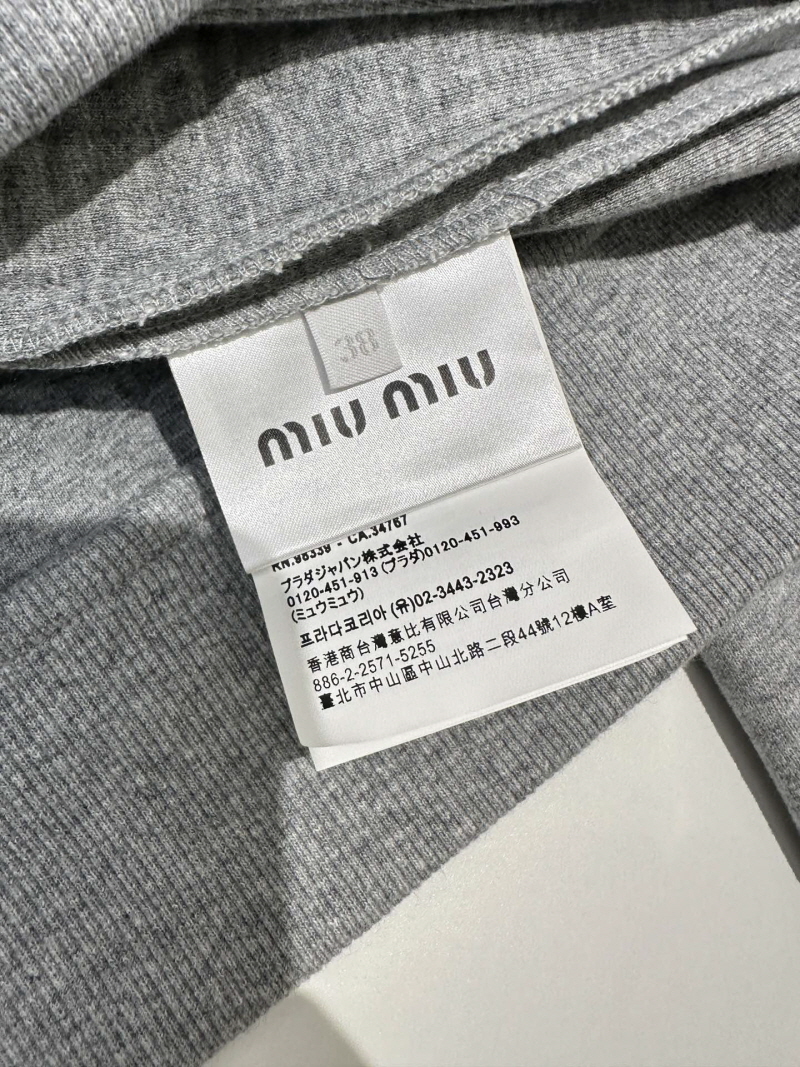 38
MIU MIU
RN.98339 - CA.34767
プラダジャパン株式会社
0120-451-913 (プラダ)0120-451-993
(ミュウミュウ)
프라다코리아 (유)02-3443-2323
香港商台灣意比有限公司台灣分公司
886-2-2571-5255
臺北市中山區中山北路二段44號12樓A室